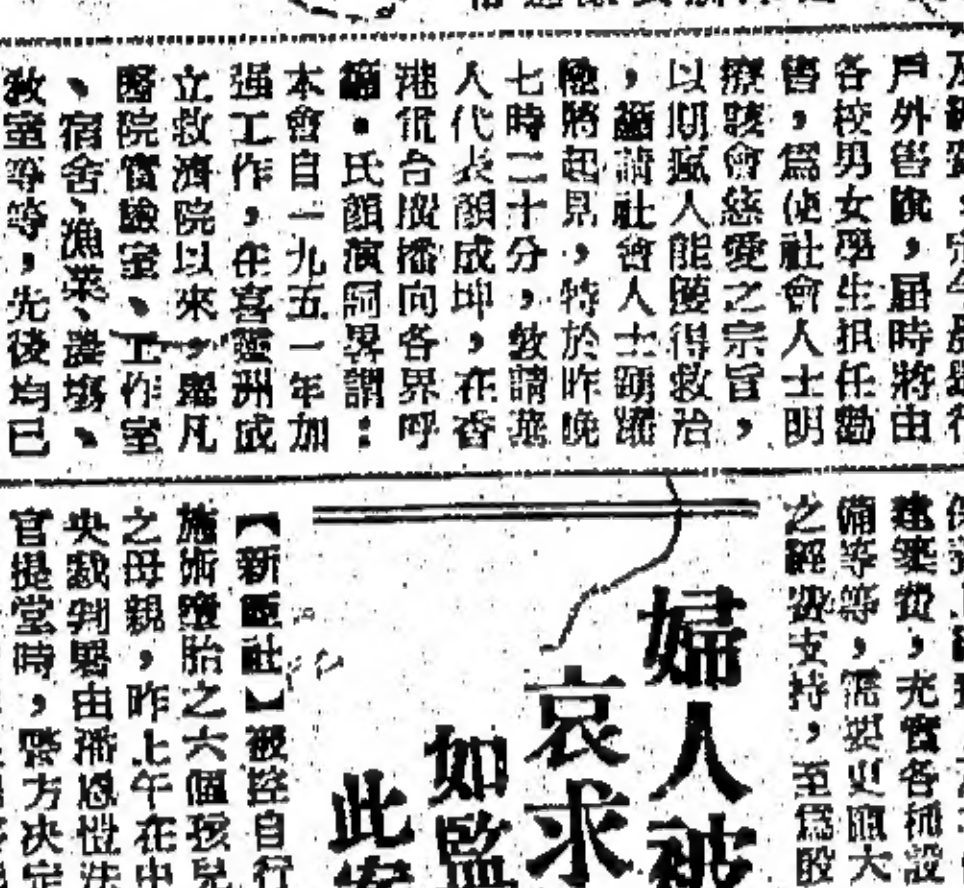 戶外售旗，屆時將由
各校男女學生担任勸
售，爲使社會人士明
瞭該會慈愛之宗旨，
以期瘋人能獲得救治
，籲請社會人士踴躍
將起見，特於昨晚
七時二十分，敦請
人代表顏成坤，在香
港電台廣播向各界呼
籲。氏顏演詞畧謂：
本會自一九五一年加
强工作，在喜靈洲成
立救濟院以來，舉凡
醫院實驗室、工作室
、宿舍、漁業、農塲、
敎室等等，先後均已
建築費，充實各種設
備等等，需要更龐大
之經費支持，至爲殷
婦人被
哀求
如監
此案
【新亞社】被控自行
施術墮胎之六個孩兒
之母親，昨上午在中
央裁判署由潘恩愷法
官提堂時，警方決定